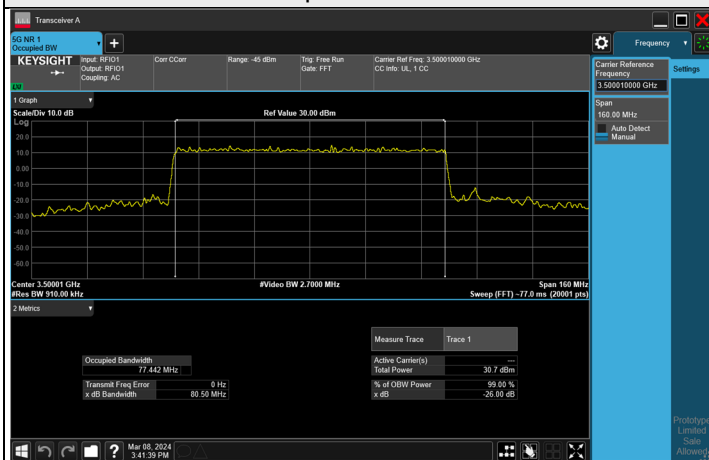 Transceiver A
5G NR 1
Occupied BW
Frequency
KEYSIGHT
Input: RFIO1
Output: RFIO1
Coupling: AC
Corr CCorr
Range: -45 dBm
Trig: Free Run
Gate: FFT
Carrier Ref Freq: 3.500010000 GHz
CC Info: UL, 1 CC
LU
Carrier Reference
Frequency
3.500010000 GHz
Settings
Span
160.00 MHz
Auto Detect
Manual
1 Graph
Scale/Div 10.0 dB
Ref Value 30.00 dBm
Log
20.0
10.0
0.00
-10.0
-20.0
-30.0
-40.0
-50.0
-60.0
Center 3.50001 GHz
#Video BW 2.7000 MHz
Span 160 MHz
#Res BW 910.00 kHz
Sweep (FFT) ~77.0 ms (20001 pts)
2 Metrics
Measure Trace
Trace 1
Occupied Bandwidth
77.442 MHz
Active Carrier(s)
---
Total Power
30.7 dBm
Transmit Freq Error
0 Hz
x dB Bandwidth
80.50 MHz
% of OBW Power
99.00 %
x dB
-26.00 dB
Prototype
Limited
Sale
Allowed
Mar 08, 2024
3:41:39 PM